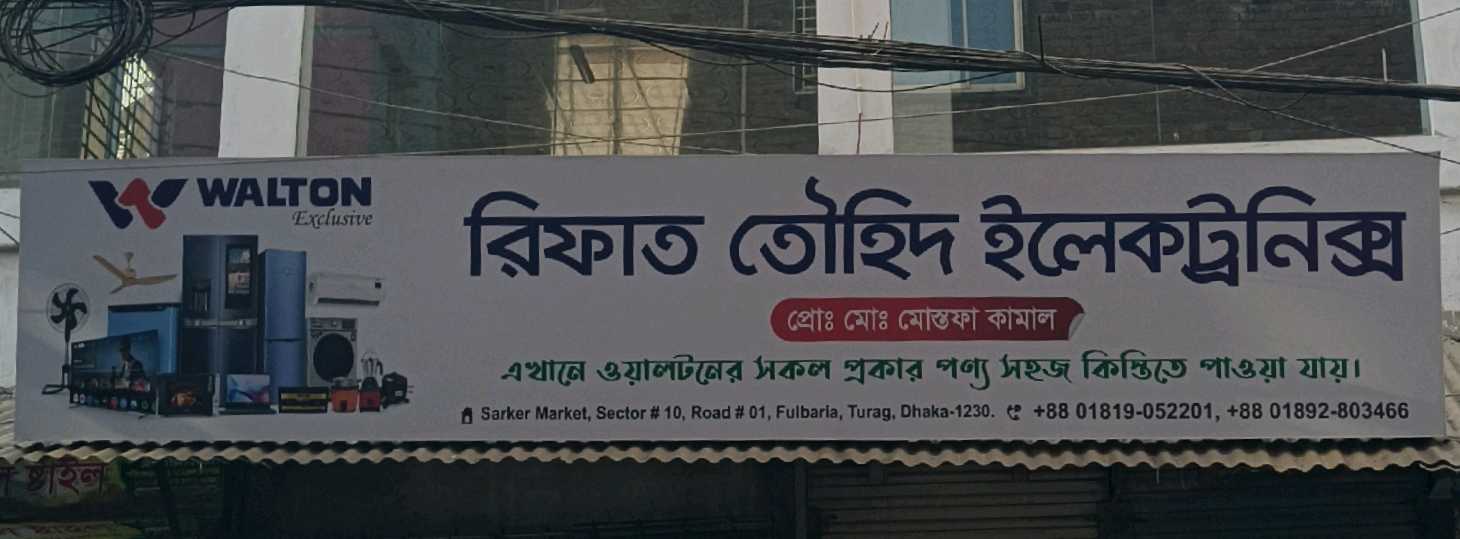 WALTON
Exclusive
রিফাত তৌহিদ ইলেকট্রনিক্স
প্রোঃ মোঃ মোস্তফা কামাল
এখানে ওয়ালটনের সকল প্রকার পণ্য সহজ কিস্তিতে পাওয়া যায়।
Sarker Market, Sector # 10, Road # 01, Fulbaria, Turag, Dhaka-1230. +88 01819-052201, +88 01892-803466
ষ্টাইল